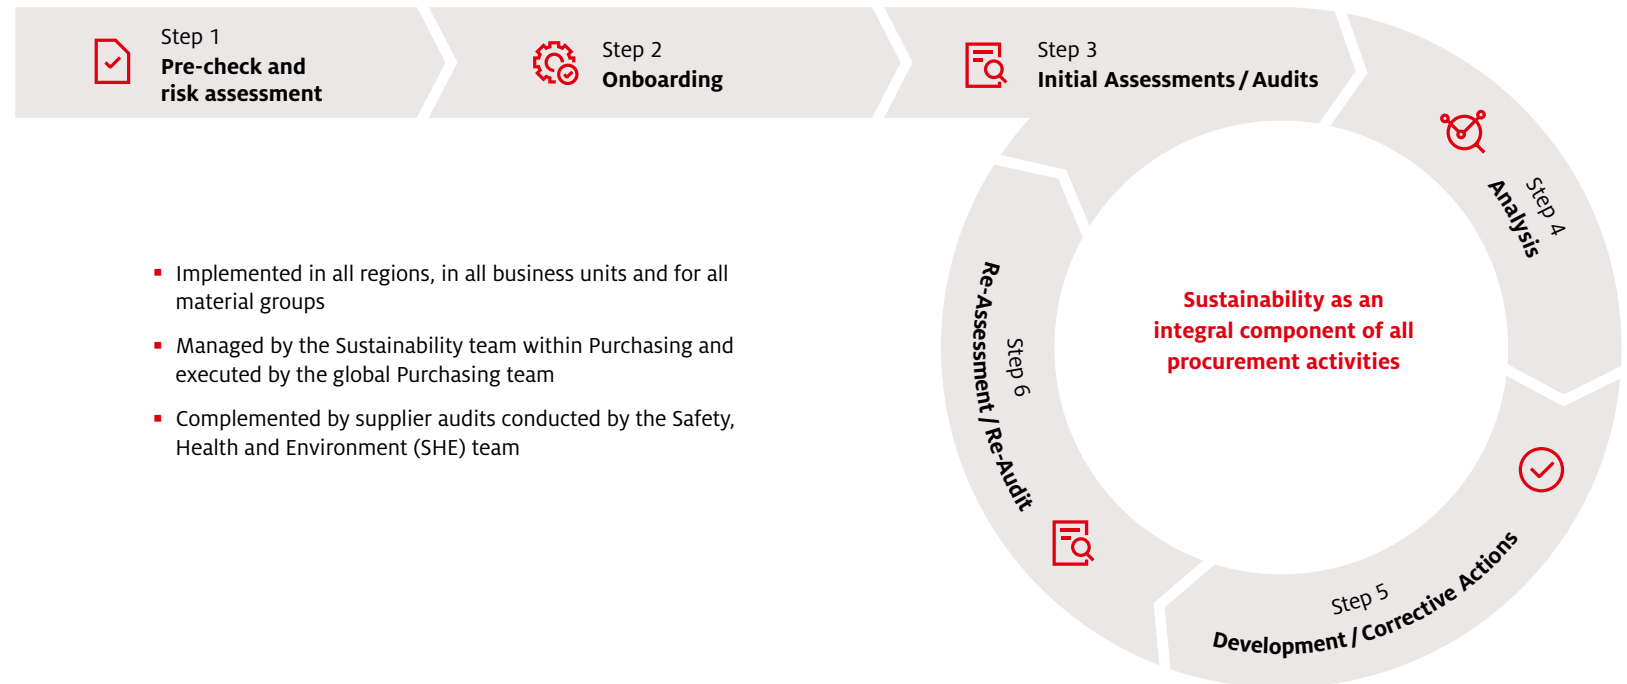 Step 1
Pre-check and
risk assessment
Step 2
Onboarding
Step 3
Initial Assessments / Audits
Step 4
Analysis
Step 5
Development / Corrective Actions
Step 6
Re-Assessment / Re-Audit
Sustainability as an
integral component of all
procurement activities
▪ Implemented in all regions, in all business units and for all
material groups
▪ Managed by the Sustainability team within Purchasing and
executed by the global Purchasing team
▪ Complemented by supplier audits conducted by the Safety,
Health and Environment (SHE) team